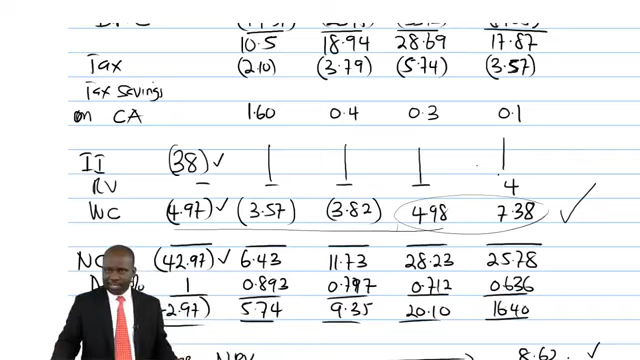 10.5 18.94 28.69 17.87
Tax (2.10) (3.79) (5.74) (3.57)
Tax savings
on CA 1.60 0.4 0.3 0.1
II (38) ✓
RV 4
WC (4.97) ✓ (3.57) (3.82) 4.98 7.38 ✓
(42.97) ✓ 6.43 11.73 28.23 25.78
1 0.893 0.797 0.712 0.636
2.97) 5.74 9.35 20.10 16.40
NPV 8.62 ✓